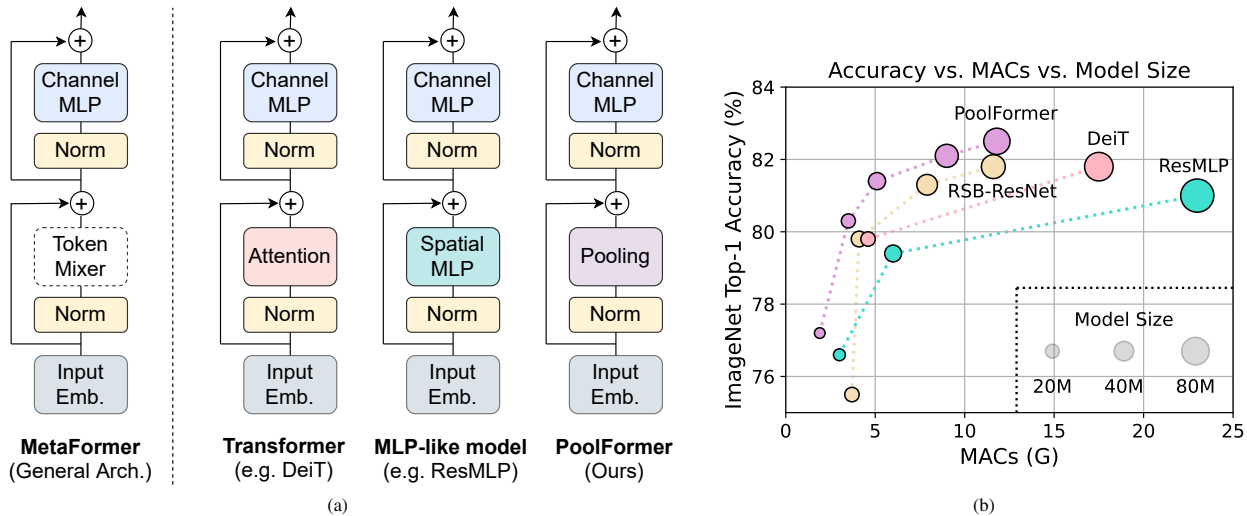 Channel
MLP
Norm
Token
Mixer
Norm
Input
Emb.
MetaFormer
(General Arch.)
Channel
MLP
Norm
Attention
Norm
Input
Emb.
Transformer
(e.g. DeiT)
Channel
MLP
Norm
Spatial
MLP
Norm
Input
Emb.
MLP-like model
(e.g. ResMLP)
Channel
MLP
Norm
Pooling
Norm
Input
Emb.
PoolFormer
(Ours)
(a)
Accuracy vs. MACs vs. Model Size
ImageNet Top-1 Accuracy (%)
84
82
80
78
76
PoolFormer
DeiT
ResMLP
RSB-ResNet
Model Size
20M 40M 80M
0 5 10 15 20 25
MACs (G)
(b)